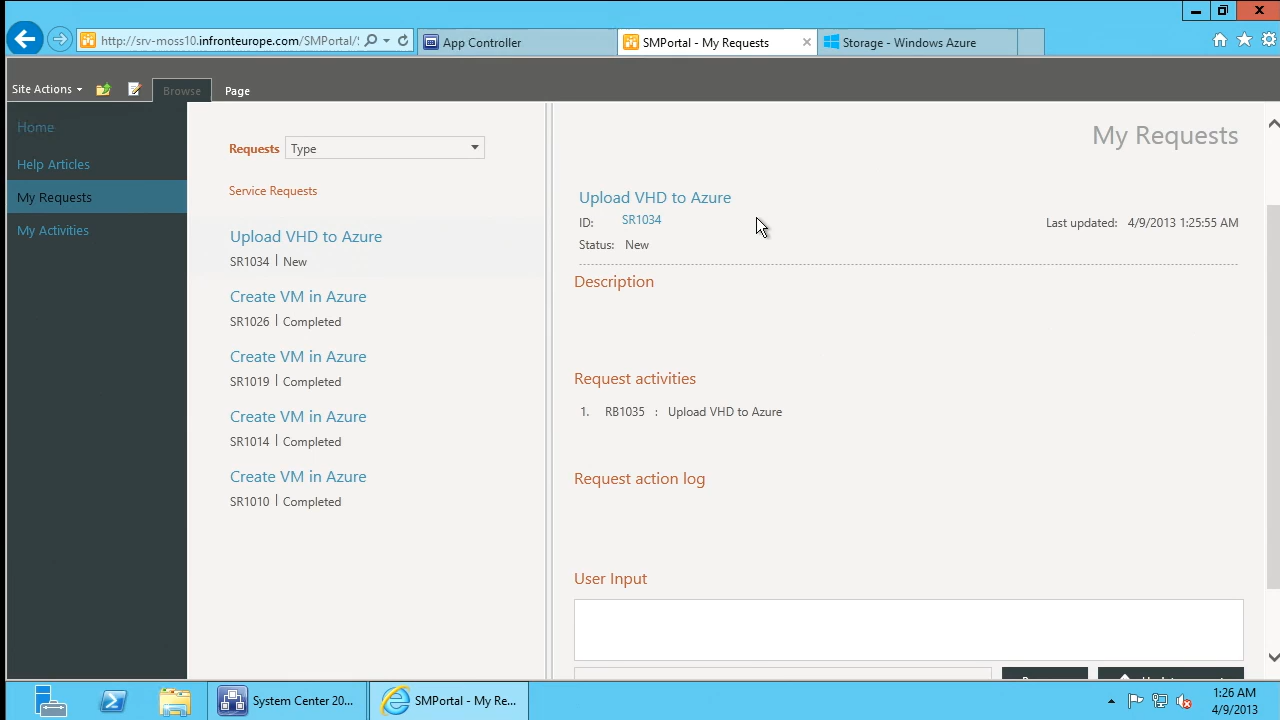 http://srv-moss10.infronteurope.com/SMPortal/
App Controller
SMPortal - My Requests
Storage - Windows Azure
Site Actions
Browse
Page
Home
Help Articles
My Requests
My Activities
Requests
Type
Service Requests
Upload VHD to Azure
SR1034 | New
Create VM in Azure
SR1026 | Completed
Create VM in Azure
SR1019 | Completed
Create VM in Azure
SR1014 | Completed
Create VM in Azure
SR1010 | Completed
My Requests
Upload VHD to Azure
ID: SR1034
Last updated: 4/9/2013 1:25:55 AM
Status: New
Description
Request activities
1. RB1035 : Upload VHD to Azure
Request action log
User Input
System Center 20...
SMPortal - My Re...
1:26 AM
4/9/2013